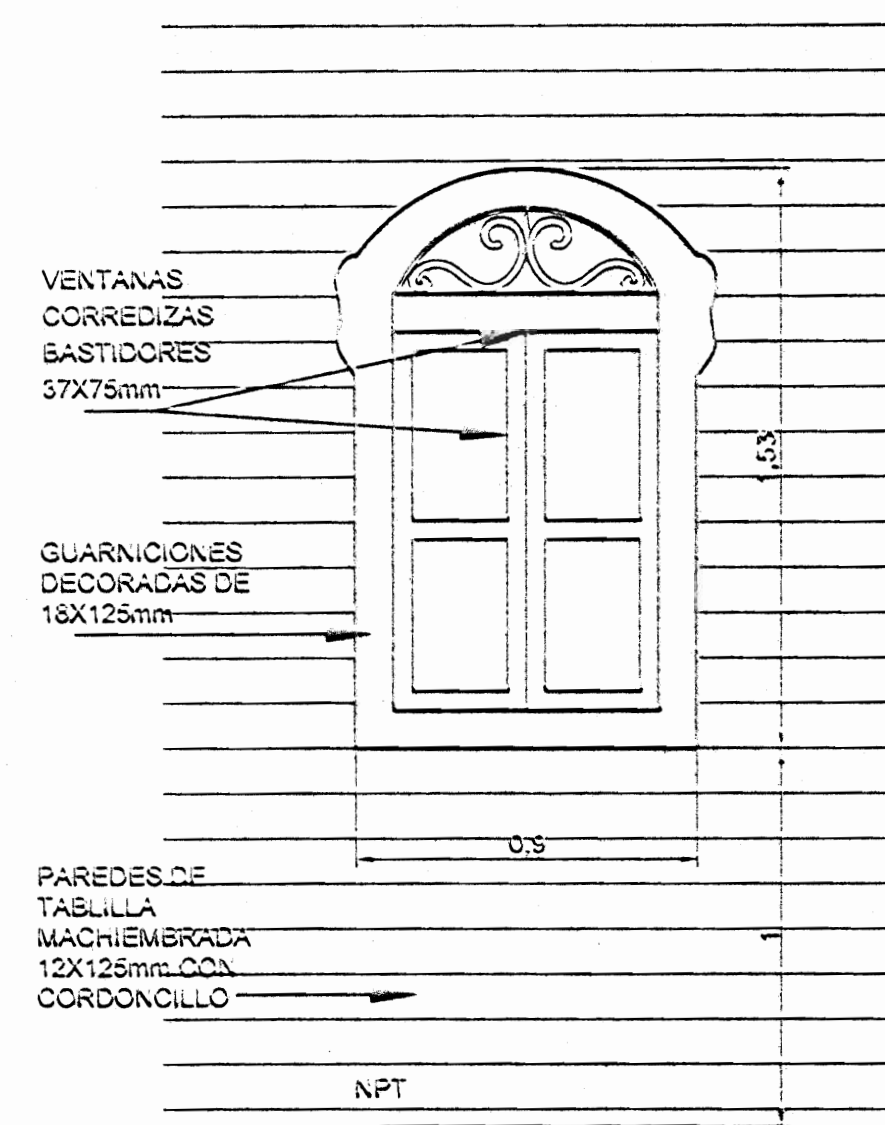 VENTANAS
CORREDIZAS
BASTIDORES
37X75mm
1,53
GUARNICIONES
DECORADAS DE
18X125mm
0,9
PAREDES DE
TABLILLA
MACHIEMBRADA
12X125mm CON
CORDONCILLO
1
NPT